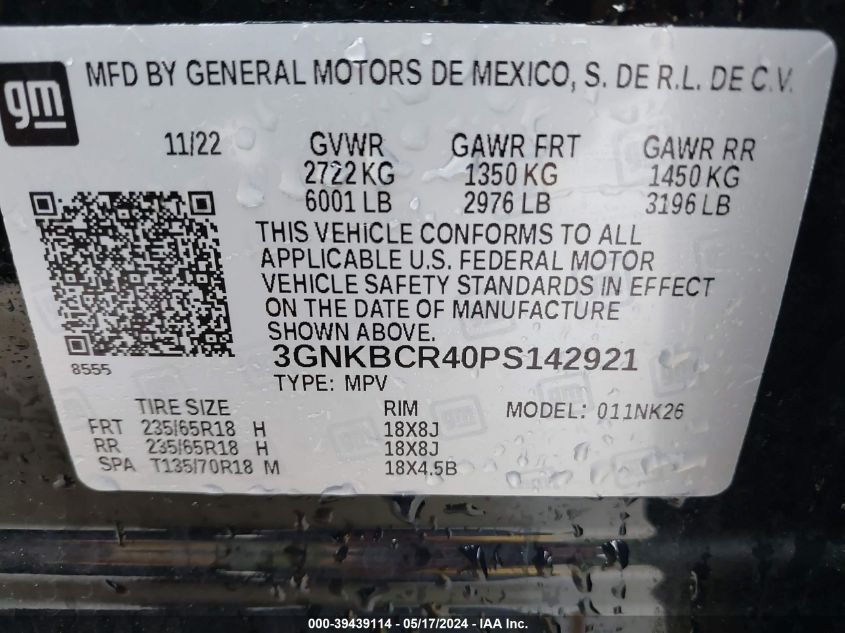 gm
MFD BY GENERAL MOTORS DE MEXICO, S. DE R.L. DE C.V.
11/22 GVWR GAWR FRT GAWR RR
2722 KG 1350 KG 1450 KG
6001 LB 2976 LB 3196 LB
THIS VEHICLE CONFORMS TO ALL
APPLICABLE U.S. FEDERAL MOTOR
VEHICLE SAFETY STANDARDS IN EFFECT
ON THE DATE OF MANUFACTURE
SHOWN ABOVE.
8555
3GNKBCR40PS142921
TYPE: MPV
TIRE SIZE RIM MODEL: 011NK26
FRT 235/65R18 H 18X8J
RR 235/65R18 H 18X8J
SPA T135/70R18 M 18X4.5B
000-39439114 - 05/17/2024 - IAA Inc.